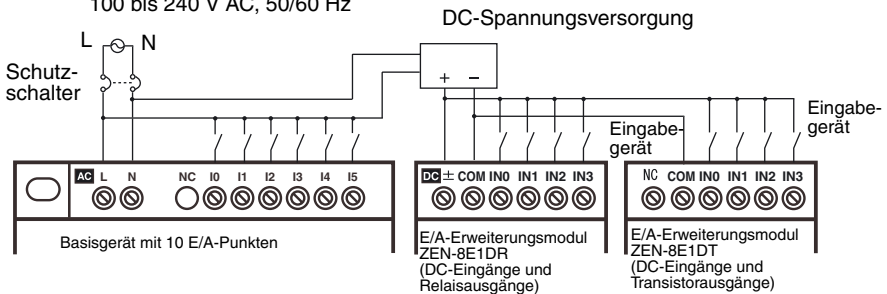 100 bis 240 V AC, 50/60 Hz
DC-Spannungsversorgung
L N
Schutz-
schalter
+ −
Eingabe-
gerät
Eingabe-
gerät
AC L N NC I0 I1 I2 I3 I4 I5
DC ± COM IN0 IN1 IN2 IN3
NC COM IN0 IN1 IN2 IN3
Basisgerät mit 10 E/A-Punkten
E/A-Erweiterungsmodul
ZEN-8E1DR
(DC-Eingänge und
Relaisausgänge)
E/A-Erweiterungsmodul
ZEN-8E1DT
(DC-Eingänge und
Transistorausgänge)